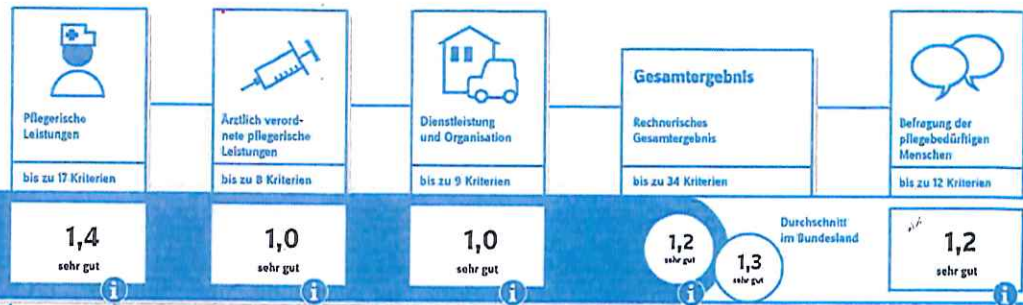 Pflegerische
Leistungen
bis zu 17 Kriterien
1,4
sehr gut
Ärztlich verord-
nete pflegerische
Leistungen
bis zu 8 Kriterien
1,0
sehr gut
Dienstleistung
und Organisation
bis zu 9 Kriterien
1,0
sehr gut
Gesamtergebnis
Rechnerisches
Gesamtergebnis
bis zu 34 Kriterien
1,2
sehr gut
1,3
sehr gut
Durchschnitt
im Bundesland
Befragung der
pflegebedürftigen
Menschen
bis zu 12 Kriterien
1,2
sehr gut